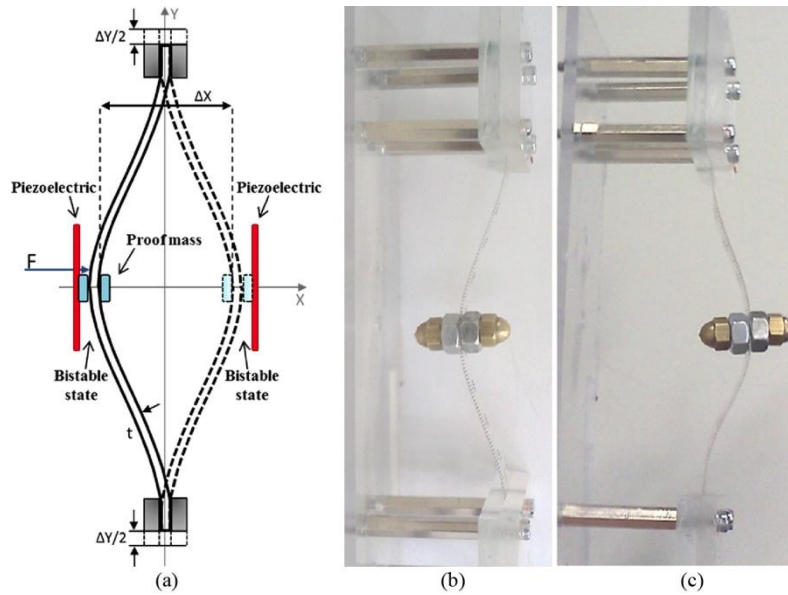 ΔY/2
Y
ΔX
Piezoelectric
Piezoelectric
Proof mass
F
X
Bistable
state
Bistable
state
t
ΔY/2
(a)
(b)
(c)